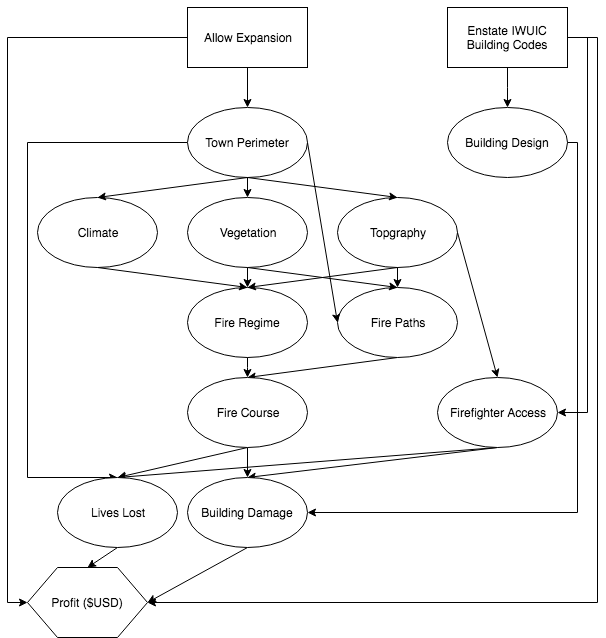 Allow Expansion
Enstate IWUIC
Building Codes
Town Perimeter
Building Design
Climate
Vegetation
Topgraphy
Fire Regime
Fire Paths
Fire Course
Firefighter Access
Lives Lost
Building Damage
Profit ($USD)